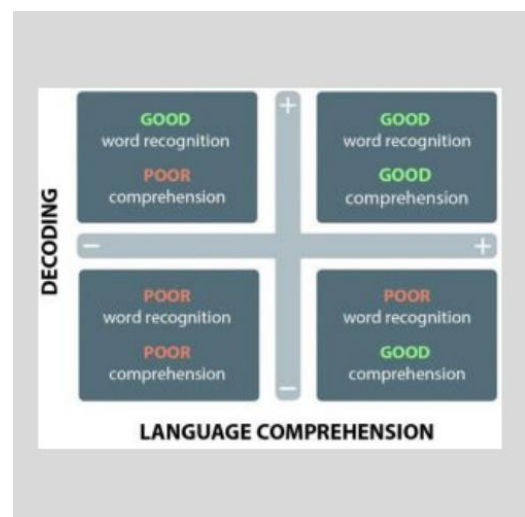 GOOD
word recognition
POOR
comprehension
+
GOOD
word recognition
GOOD
comprehension
DECODING
−
+
POOR
word recognition
POOR
comprehension
−
POOR
word recognition
GOOD
comprehension
LANGUAGE COMPREHENSION